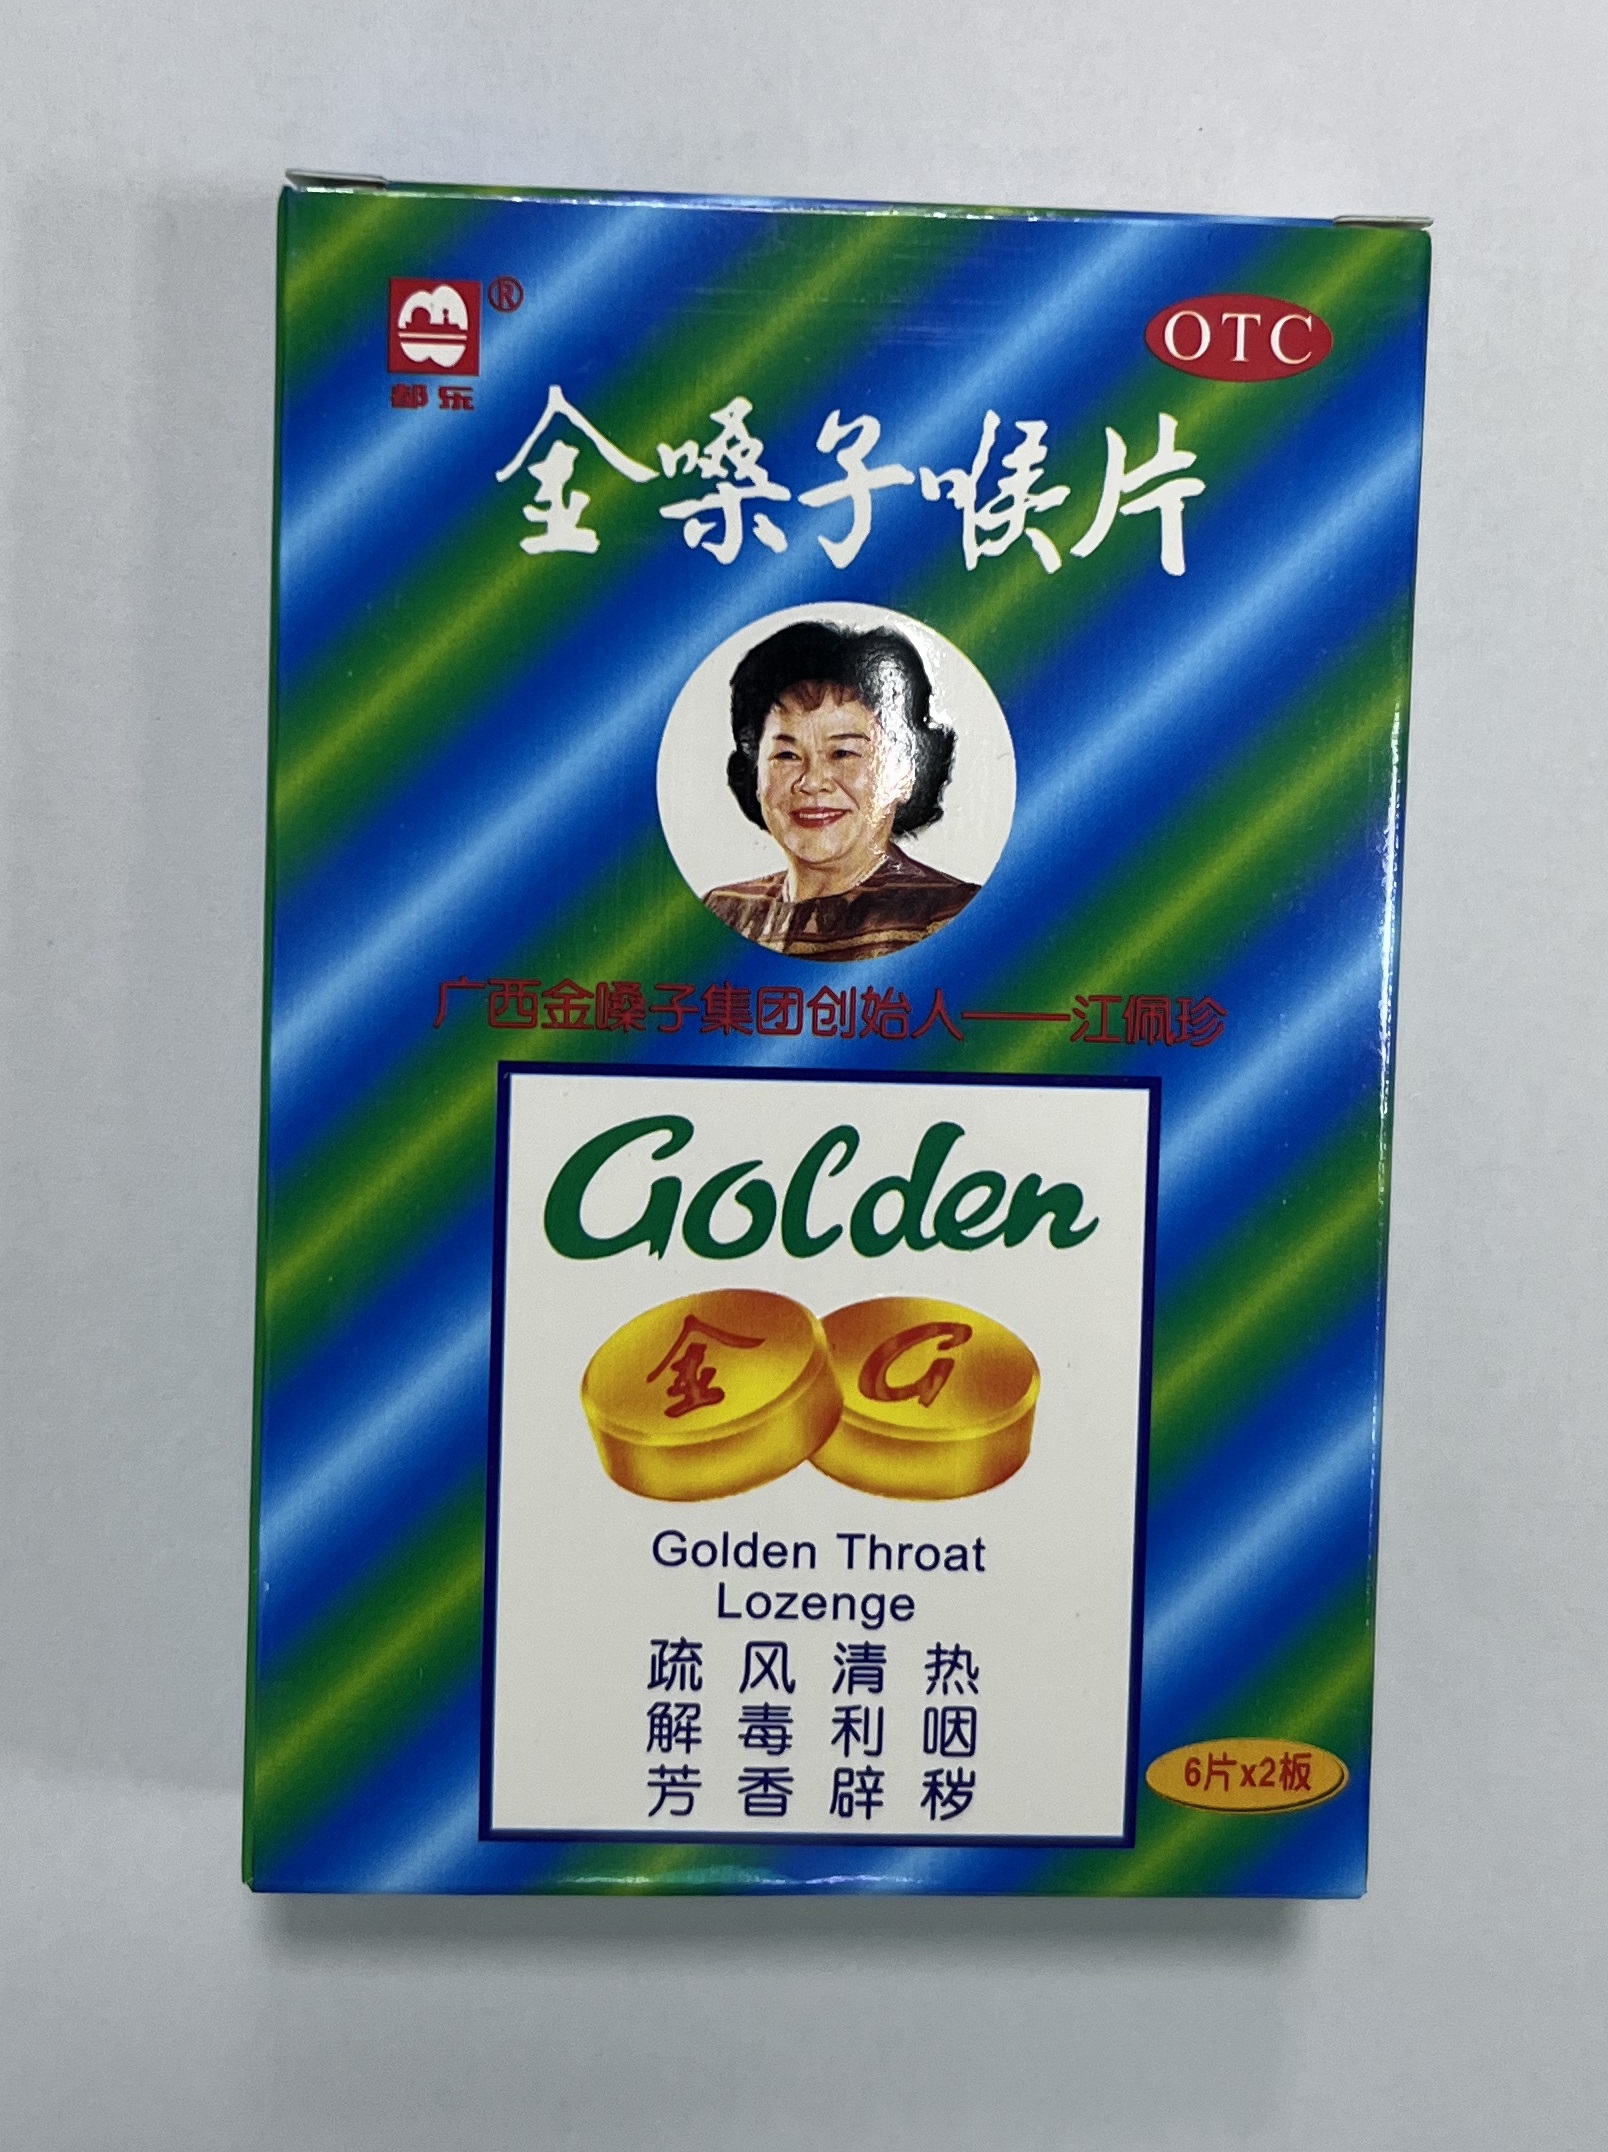 ®
都乐
OTC
金嗓子喉片
广西金嗓子集团创始人——江佩珍
Golden
金 G
Golden Throat
Lozenge
疏风清热
解毒利咽
芳香辟秽
6片x2板